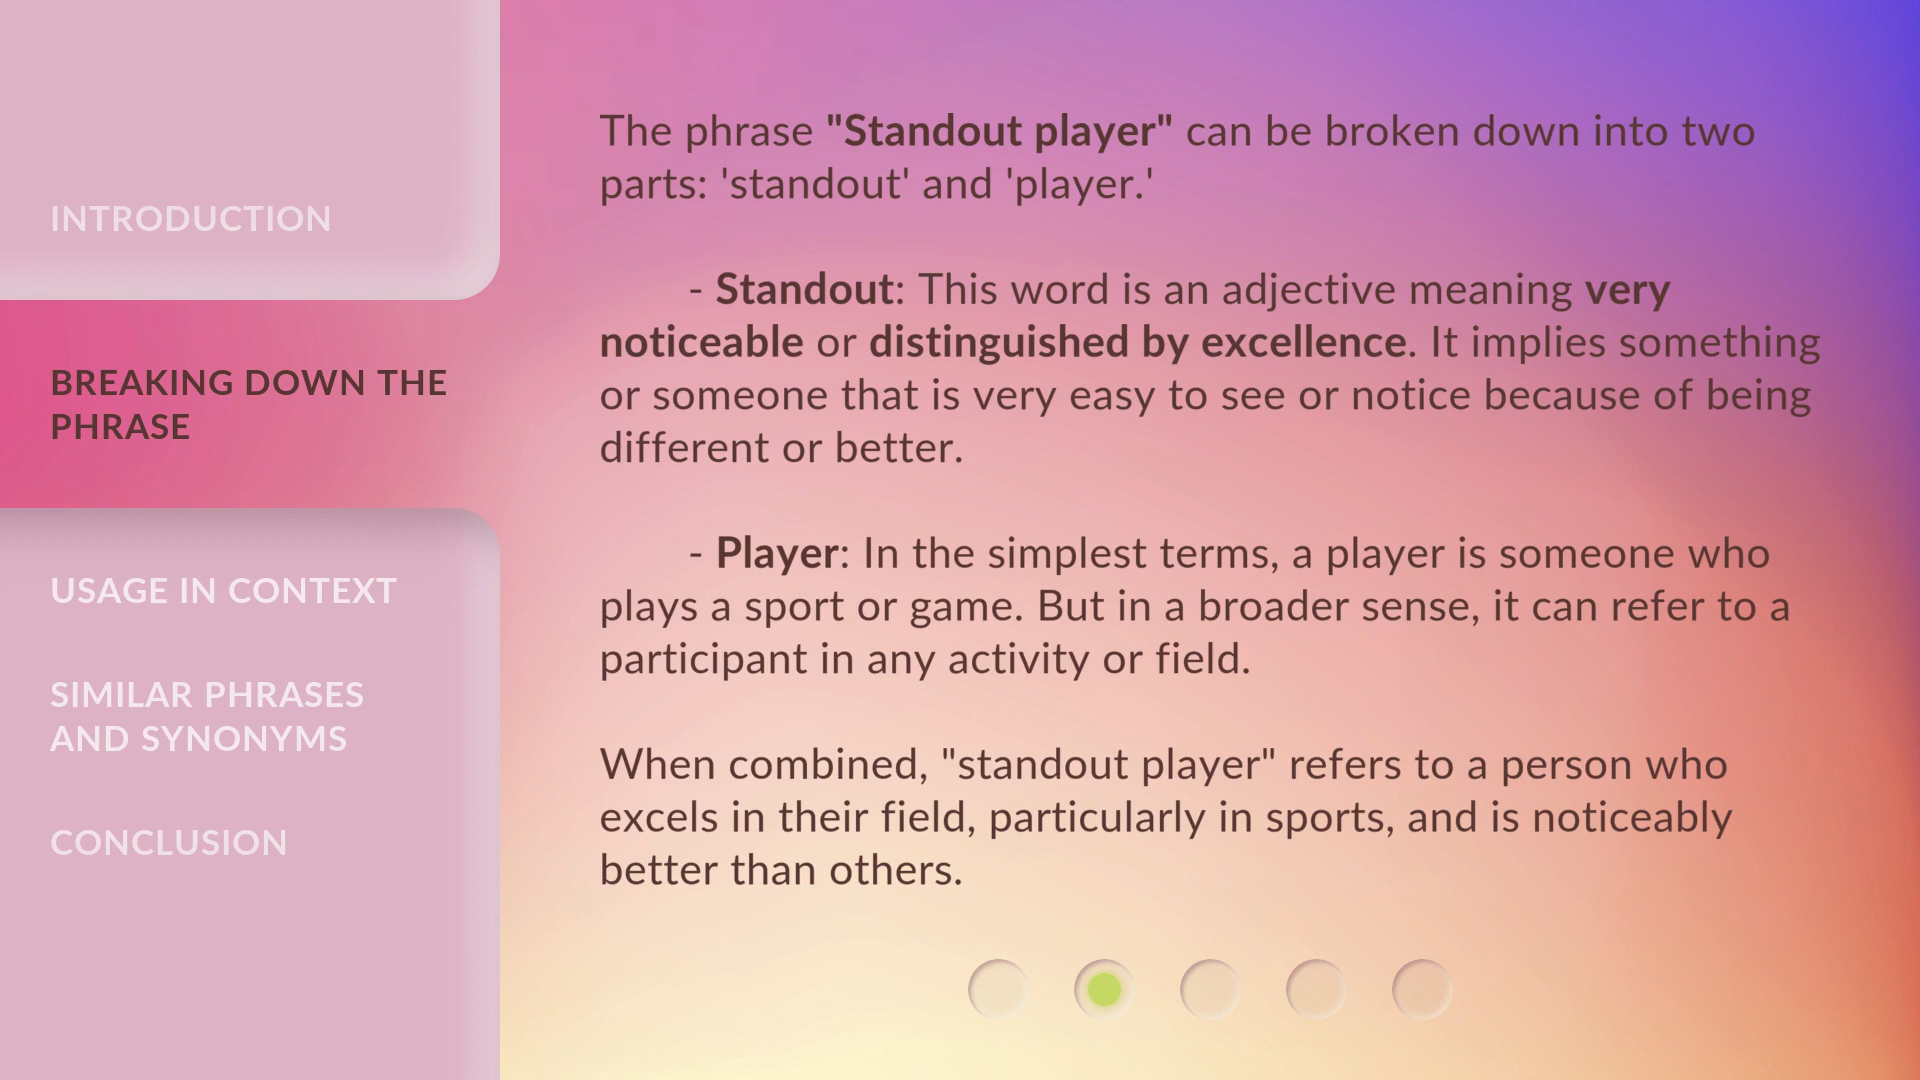 INTRODUCTION
BREAKING DOWN THE
PHRASE
USAGE IN CONTEXT
SIMILAR PHRASES
AND SYNONYMS
CONCLUSION
The phrase "Standout player" can be broken down into two
parts: 'standout' and 'player.'
- Standout: This word is an adjective meaning very
noticeable or distinguished by excellence. It implies something
or someone that is very easy to see or notice because of being
different or better.
- Player: In the simplest terms, a player is someone who
plays a sport or game. But in a broader sense, it can refer to a
participant in any activity or field.
When combined, "standout player" refers to a person who
excels in their field, particularly in sports, and is noticeably
better than others.